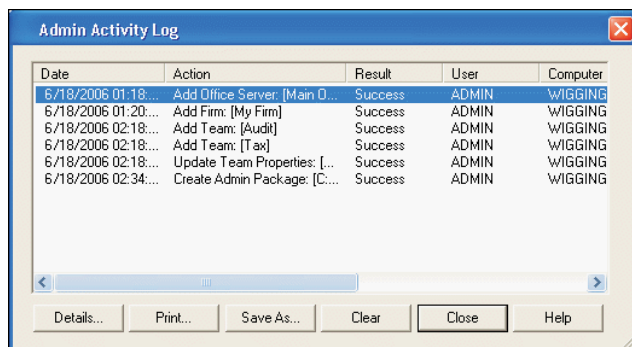 Admin Activity Log
Date Action Result User Computer
6/18/2006 01:18:... Add Office Server: [Main O... Success ADMIN WIGGING
6/18/2006 01:20:... Add Firm: [My Firm] Success ADMIN WIGGING
6/18/2006 02:18:... Add Team: [Audit] Success ADMIN WIGGING
6/18/2006 02:18:... Add Team: [Tax] Success ADMIN WIGGING
6/18/2006 02:18:... Update Team Properties: [... Success ADMIN WIGGING
6/18/2006 02:34:... Create Admin Package: [C:... Success ADMIN WIGGING
Details... Print... Save As... Clear Close Help